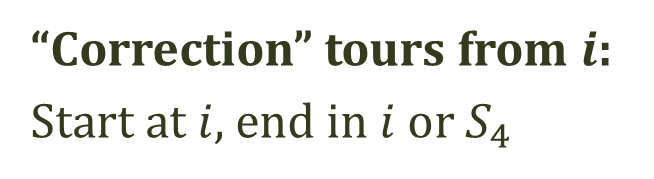 “Correction” tours from i:
Start at i, end in i or S₄